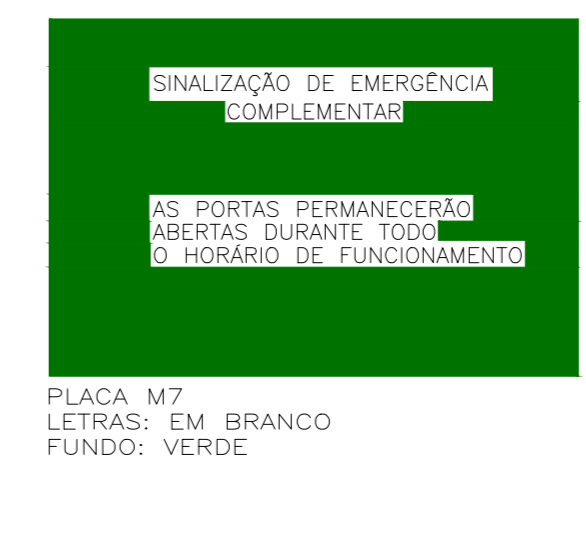 SINALIZAÇÃO DE EMERGÊNCIA
COMPLEMENTAR
AS PORTAS PERMANECERÃO
ABERTAS DURANTE TODO
O HORÁRIO DE FUNCIONAMENTO
PLACA M7
LETRAS: EM BRANCO
FUNDO: VERDE